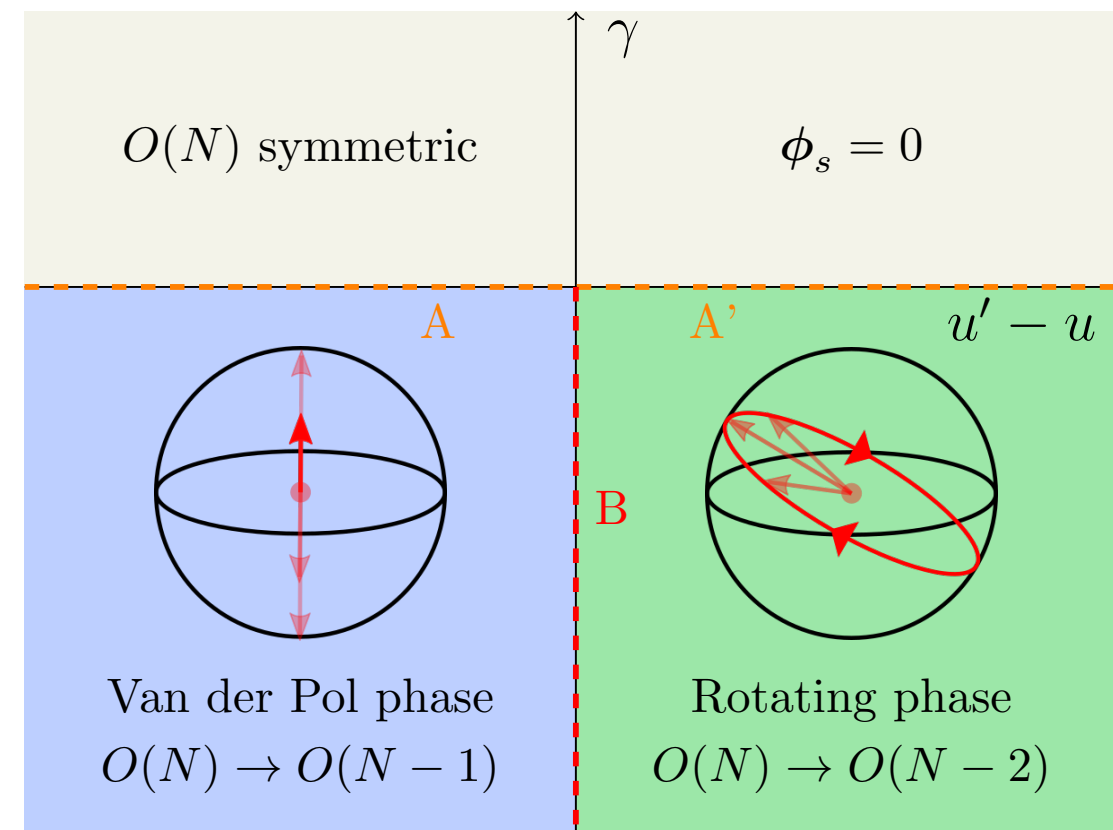 γ
O(N) symmetric
ϕ_s = 0
A
A'
u′ − u
B
Van der Pol phase
O(N) → O(N − 1)
Rotating phase
O(N) → O(N − 2)